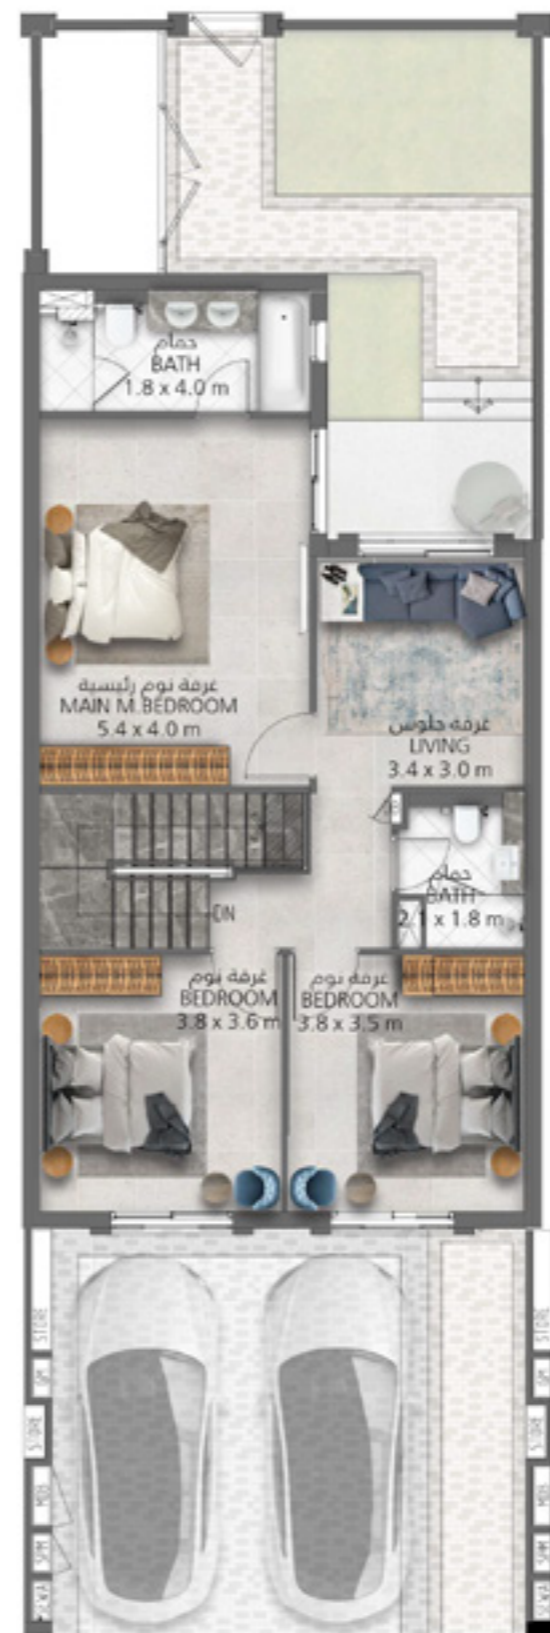 حمام
BATH
1.8 x 4.0 m
غرفة نوم رئيسية
MAIN M.BEDROOM
5.4 x 4.0 m
غرفة جلوس
LIVING
3.4 x 3.0 m
حمام
BATH
2.1 x 1.8 m
DN
غرفة نوم
BEDROOM
3.8 x 3.6 m
غرفة نوم
BEDROOM
3.8 x 3.5 m
STORE
STORE
STORE
STORE